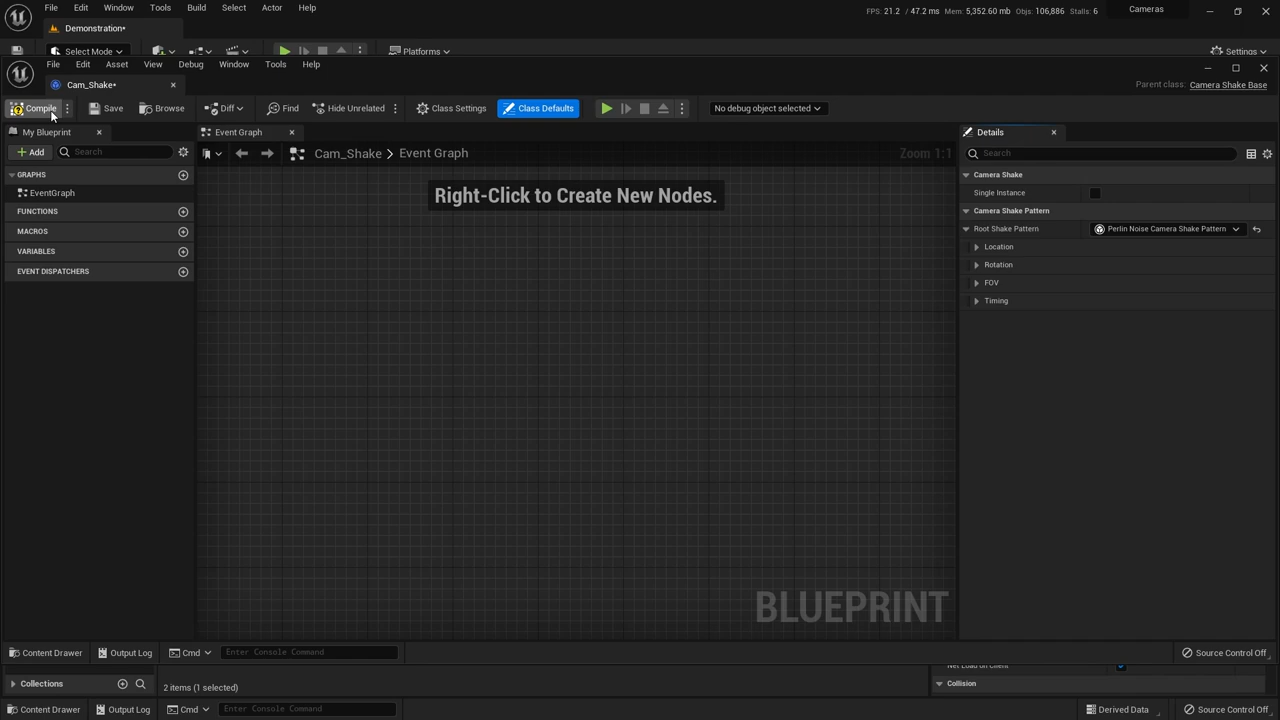 File Edit Window Tools Build Select Actor Help
FPS: 21.2 / 47.2 ms Mem: 5,352.60 mb Objs: 106,886 Stalls: 6
Cameras
Demonstration*
Select Mode
Platforms
Settings
File Edit Asset View Debug Window Tools Help
Cam_Shake*
Parent class: Camera Shake Base
Compile
Save
Browse
Diff
Find
Hide Unrelated
Class Settings
Class Defaults
No debug object selected
My Blueprint
Event Graph
Details
Add
Search
Cam_Shake > Event Graph
Zoom 1:1
Search
GRAPHS
EventGraph
FUNCTIONS
MACROS
VARIABLES
EVENT DISPATCHERS
Right-Click to Create New Nodes.
BLUEPRINT
Camera Shake
Single Instance
Camera Shake Pattern
Root Shake Pattern
Perlin Noise Camera Shake Pattern
Location
Rotation
FOV
Timing
Content Drawer
Output Log
Cmd
Enter Console Command
Source Control Off
Net Load on Client
Collections
2 items (1 selected)
Collision
Content Drawer
Output Log
Cmd
Enter Console Command
Derived Data
Source Control Off